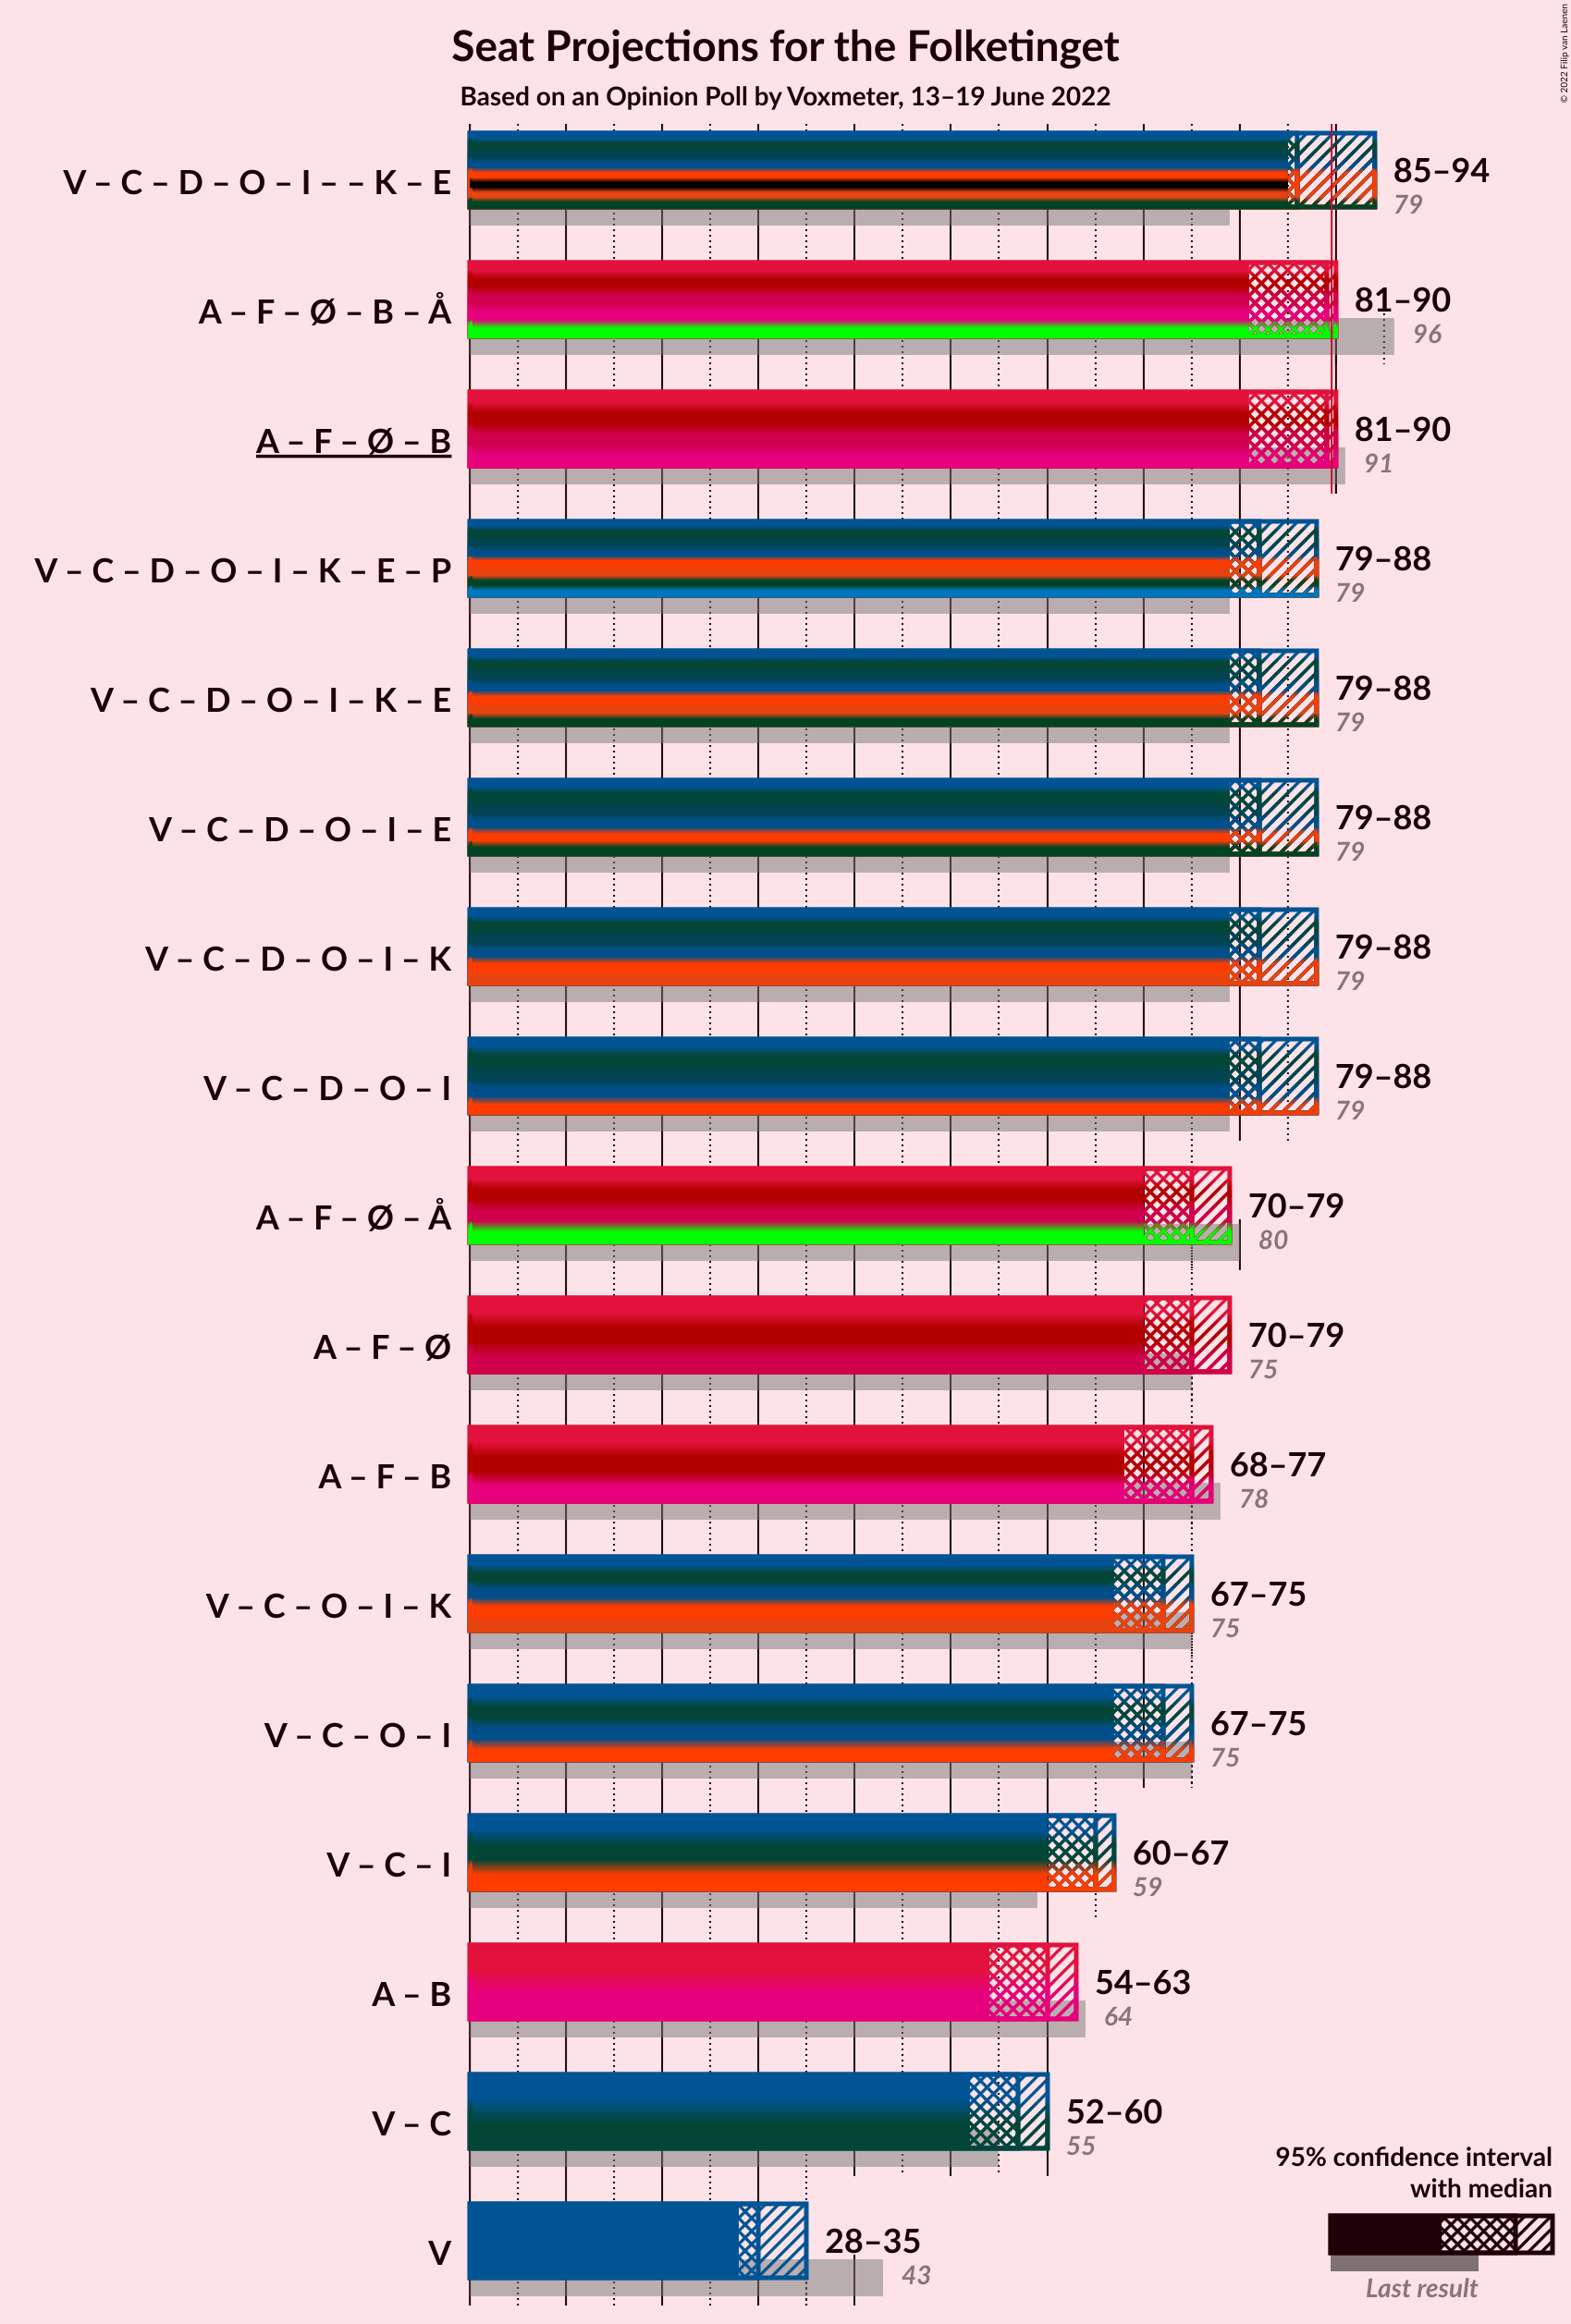 Seat Projections for the Folketinget
Based on an Opinion Poll by Voxmeter, 13–19 June 2022
© 2022 Filip van Laenen
V – C – D – O – I – – K – E
85–94
79
A – F – Ø – B – Å
81–90
96
A – F – Ø – B
81–90
91
V – C – D – O – I – K – E – P
79–88
79
V – C – D – O – I – K – E
79–88
79
V – C – D – O – I – E
79–88
79
V – C – D – O – I – K
79–88
79
V – C – D – O – I
79–88
79
A – F – Ø – Å
70–79
80
A – F – Ø
70–79
75
A – F – B
68–77
78
V – C – O – I – K
67–75
75
V – C – O – I
67–75
75
V – C – I
60–67
59
A – B
54–63
64
V – C
52–60
55
V
28–35
43
95% confidence interval
with median
Last result